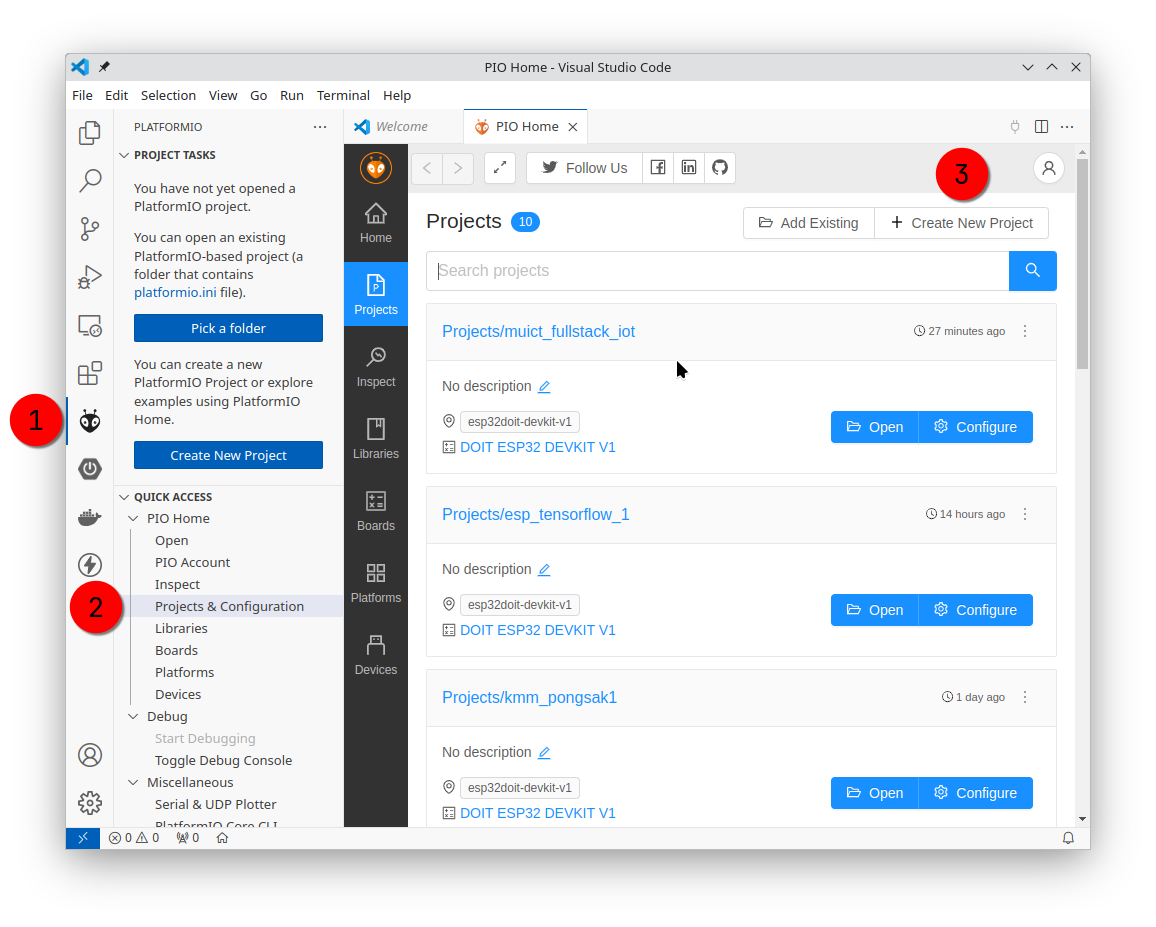 PIO Home - Visual Studio Code
File Edit Selection View Go Run Terminal Help
PLATFORMIO
PROJECT TASKS
You have not yet opened a
PlatformIO project.
You can open an existing
PlatformIO-based project (a
folder that contains
platformio.ini file).
Pick a folder
You can create a new
PlatformIO Project or explore
examples using PlatformIO
Home.
Create New Project
QUICK ACCESS
PIO Home
Open
PIO Account
Inspect
Projects & Configuration
Libraries
Boards
Platforms
Devices
Debug
Start Debugging
Toggle Debug Console
Miscellaneous
Serial & UDP Plotter
PlatformIO Core CLI
1
2
3
Welcome
PIO Home
Home
Projects
Inspect
Libraries
Boards
Platforms
Devices
Follow Us
Projects 10
Add Existing
Create New Project
Search projects
Projects/muict_fullstack_iot
27 minutes ago
No description
esp32doit-devkit-v1
DOIT ESP32 DEVKIT V1
Open
Configure
Projects/esp_tensorflow_1
14 hours ago
No description
esp32doit-devkit-v1
DOIT ESP32 DEVKIT V1
Open
Configure
Projects/kmm_pongsak1
1 day ago
No description
esp32doit-devkit-v1
DOIT ESP32 DEVKIT V1
Open
Configure
0 0 0